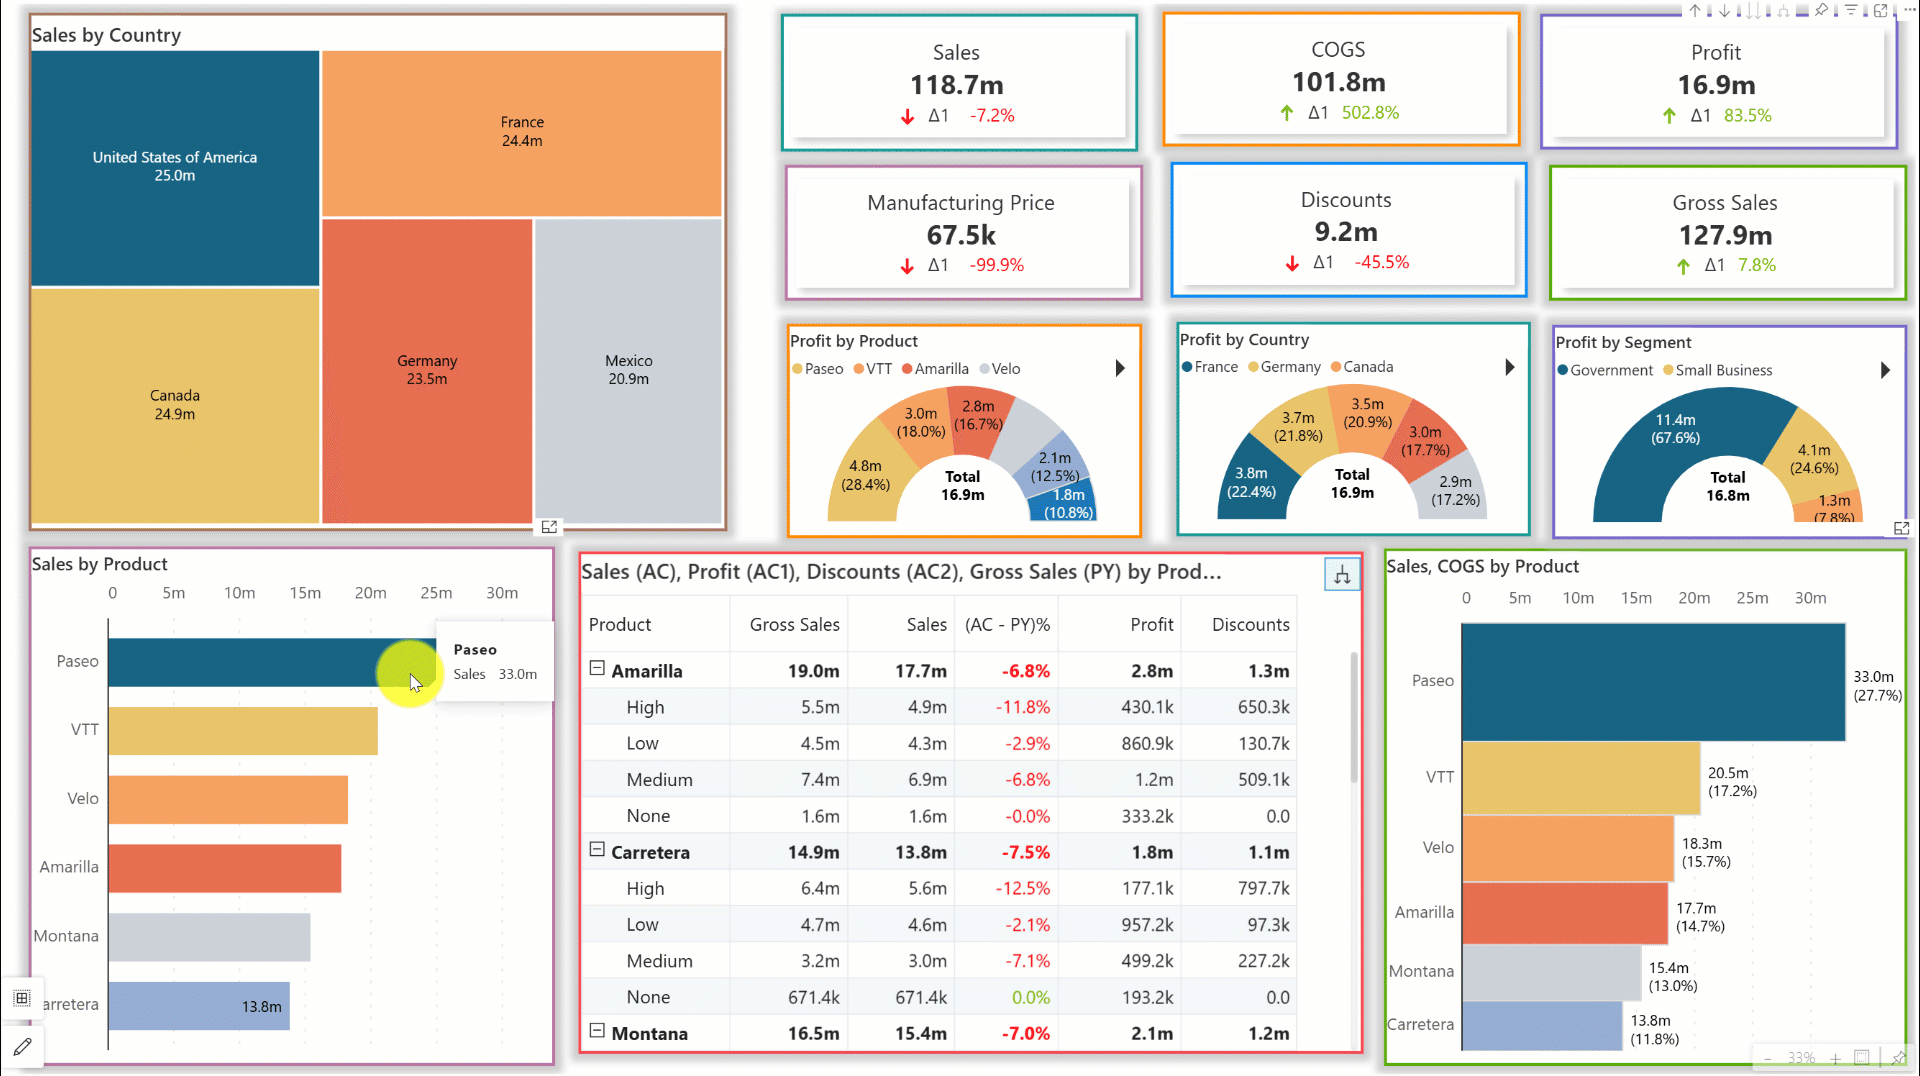 Sales by Country
United States of America
25.0m
France
24.4m
Canada
24.9m
Germany
23.5m
Mexico
20.9m
Sales
118.7m
Δ1 -7.2%
COGS
101.8m
Δ1 502.8%
Profit
16.9m
Δ1 83.5%
Manufacturing Price
67.5k
Δ1 -99.9%
Discounts
9.2m
Δ1 -45.5%
Gross Sales
127.9m
Δ1 7.8%
Profit by Product
Paseo VTT Amarilla Velo
4.8m
(28.4%)
3.0m
(18.0%)
2.8m
(16.7%)
2.1m
(12.5%)
1.8m
(10.8%)
Total
16.9m
Profit by Country
France Germany Canada
3.8m
(22.4%)
3.7m
(21.8%)
3.5m
(20.9%)
3.0m
(17.7%)
2.9m
(17.2%)
Total
16.9m
Profit by Segment
Government Small Business
11.4m
(67.6%)
4.1m
(24.6%)
1.3m
(7.8%)
Total
16.8m
Sales by Product
0 5m 10m 15m 20m 25m 30m
Paseo
VTT
Velo
Amarilla
Montana
arretera
13.8m
Paseo
Sales 33.0m
Sales (AC), Profit (AC1), Discounts (AC2), Gross Sales (PY) by Prod...
Product Gross Sales Sales (AC - PY)% Profit Discounts
Amarilla 19.0m 17.7m -6.8% 2.8m 1.3m
High 5.5m 4.9m -11.8% 430.1k 650.3k
Low 4.5m 4.3m -2.9% 860.9k 130.7k
Medium 7.4m 6.9m -6.8% 1.2m 509.1k
None 1.6m 1.6m -0.0% 333.2k 0.0
Carretera 14.9m 13.8m -7.5% 1.8m 1.1m
High 6.4m 5.6m -12.5% 177.1k 797.7k
Low 4.7m 4.6m -2.1% 957.2k 97.3k
Medium 3.2m 3.0m -7.1% 499.2k 227.2k
None 671.4k 671.4k 0.0% 193.2k 0.0
Montana 16.5m 15.4m -7.0% 2.1m 1.2m
Sales, COGS by Product
0 5m 10m 15m 20m 25m 30m
Paseo
33.0m
(27.7%)
VTT
20.5m
(17.2%)
Velo
18.3m
(15.7%)
Amarilla
17.7m
(14.7%)
Montana
15.4m
(13.0%)
Carretera
13.8m
(11.8%)
- 33% +